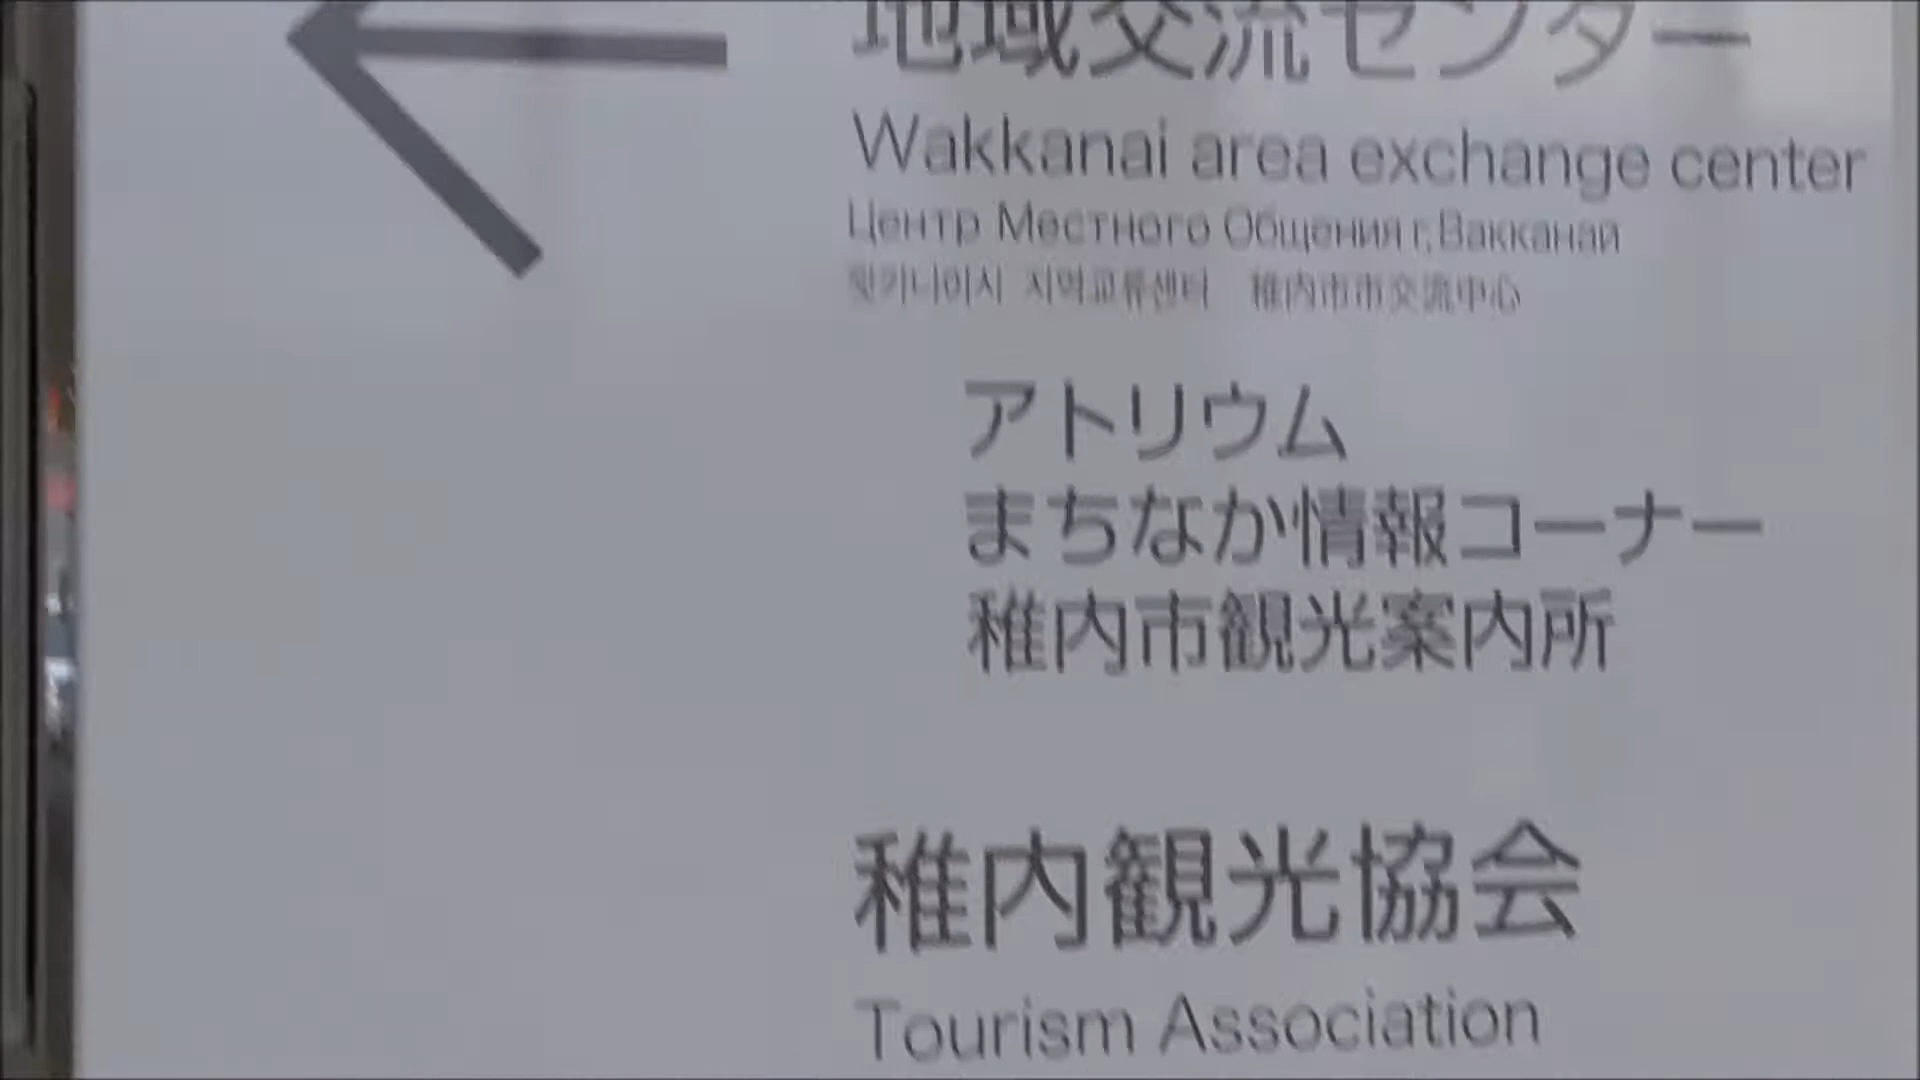 地域交流センター
Wakkanai area exchange center
Центр Местного Общения г.Вакканай
왓카나이시 지역교류센터 稚内市市交流中心
アトリウム
まちなか情報コーナー
稚内市観光案内所
稚内観光協会
Tourism Association